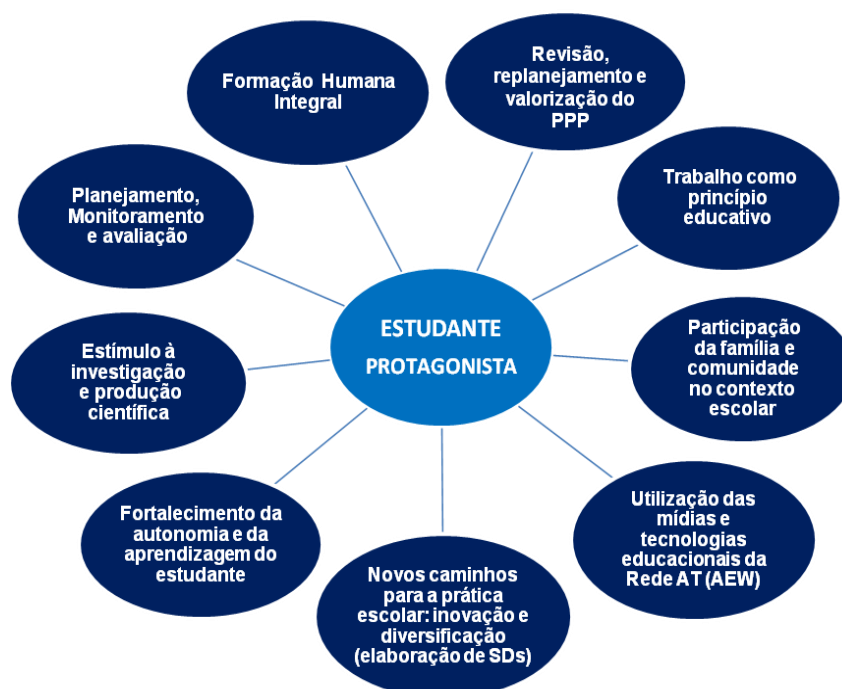 Formação Humana
Integral
Revisão,
replanejamento e
valorização do
PPP
Trabalho como
princípio
educativo
Participação
da família e
comunidade
no contexto
escolar
Utilização das
mídias e
tecnologias
educacionais da
Rede AT (AEW)
Novos caminhos
para a prática
escolar: inovação e
diversificação
(elaboração de SDs)
Fortalecimento da
autonomia e da
aprendizagem do
estudante
Estímulo à
investigação
e produção
científica
Planejamento,
Monitoramento
e avaliação
ESTUDANTE
PROTAGONISTA